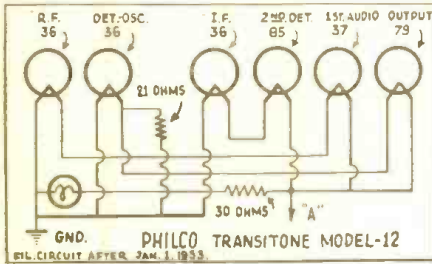 R.F. DET.-OSC. I.F. 2ND. DET. 1ST. AUDIO OUTPUT
36 36 36 85 37 79
21 OHMS
30 OHMS
"A"
GND.
PHILCO TRANSITONE MODEL-12
FIL. CIRCUIT AFTER JAN. 1, 1933.